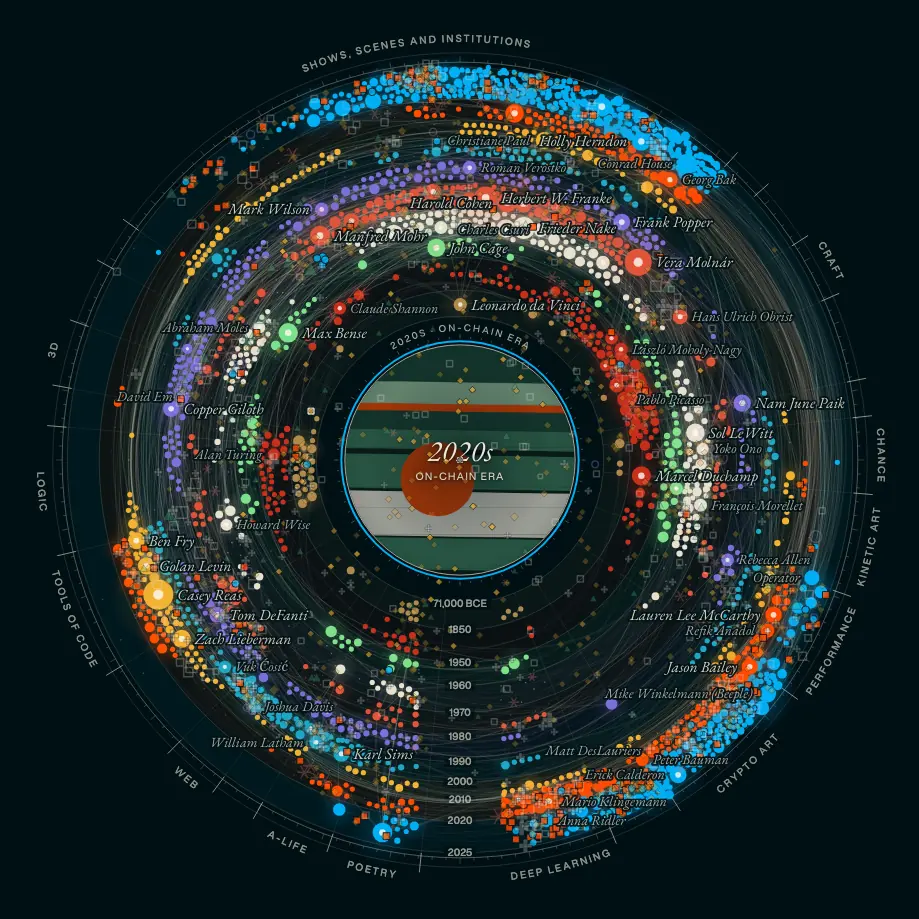 SHOWS, SCENES AND INSTITUTIONS
Christiane Paul
Holly Herndon
Conrad House
Georg Bak
Roman Verostko
Mark Wilson
Harold Cohen
Herbert W. Franke
Manfred Mohr
Charles Csuri
Frieder Nake
Frank Popper
John Cage
Vera Molnár
CRAFT
Claude Shannon
Leonardo da Vinci
Hans Ulrich Obrist
Abraham Moles
Max Bense
2020S · ON-CHAIN ERA
László Moholy-Nagy
3D
David Em
Copper Giloth
Pablo Picasso
Nam June Paik
Sol LeWitt
Yoko Ono
CHANCE
Alan Turing
2020s
ON-CHAIN ERA
Marcel Duchamp
LOGIC
François Morellet
Howard Wise
KINETIC ART
Ben Fry
Golan Levin
Rebecca Allen
Operator
Casey Reas
71,000 BCE
TOOLS OF CODE
Tom DeFanti
Lauren Lee McCarthy
Refik Anadol
1850
Zach Lieberman
PERFORMANCE
Vuk Ćosić
1950
Jason Bailey
1960
Mike Winkelmann (Beeple)
Joshua Davis
1970
William Latham
1980
Karl Sims
Matt DesLauriers
1990
Peter Bauman
CRYPTO ART
WEB
2000
Erick Calderon
2010
Mario Klingemann
2020
Anna Ridler
A-LIFE
2025
POETRY
DEEP LEARNING